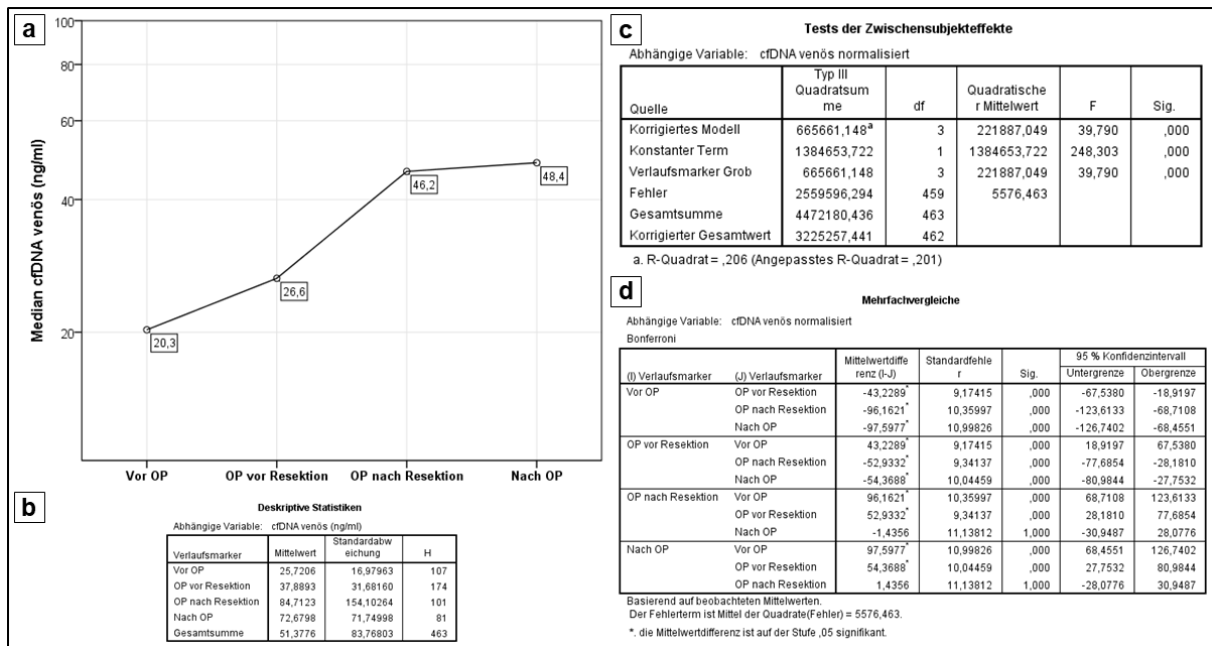 a
Median cfDNA venös (ng/ml)
100
80
60
40
20
20,3
26,6
46,2
48,4
Vor OP OP vor Resektion OP nach Resektion Nach OP
b
Deskriptive Statistiken
Abhängige Variable: cfDNA venös (ng/ml)
Verlaufsmarker Mittelwert Standardabw eichung H
Vor OP 25,7206 16,97963 107
OP vor Resektion 37,8893 31,68160 174
OP nach Resektion 84,7123 154,10264 101
Nach OP 72,6798 71,74998 81
Gesamtsumme 51,3776 83,76803 463
c
Tests der Zwischensubjekteffekte
Abhängige Variable: cfDNA venös normalisiert
Quelle Typ III Quadratsum me df Quadratische r Mittelwert F Sig.
Korrigiertes Modell 665661,148a 3 221887,049 39,790 ,000
Konstanter Term 1384653,722 1 1384653,722 248,303 ,000
Verlaufsmarker Grob 665661,148 3 221887,049 39,790 ,000
Fehler 2559596,294 459 5576,463
Gesamtsumme 4472180,436 463
Korrigierter Gesamtwert 3225257,441 462
a. R-Quadrat = ,206 (Angepasstes R-Quadrat = ,201)
d
Mehrfachvergleiche
Abhängige Variable: cfDNA venös normalisiert
Bonferroni
(I) Verlaufsmarker (J) Verlaufsmarker Mittelwertdiffe renz (I-J) Standardfehle r Sig. 95 % Konfidenzintervall
Untergrenze Obergrenze
Vor OP OP vor Resektion -43,2289* 9,17415 ,000 -67,5380 -18,9197
OP nach Resektion -96,1621* 10,35997 ,000 -123,6133 -68,7108
Nach OP -97,5977* 10,99826 ,000 -126,7402 -68,4551
OP vor Resektion Vor OP 43,2289* 9,17415 ,000 18,9197 67,5380
OP nach Resektion -52,9332* 9,34137 ,000 -77,6854 -28,1810
Nach OP -54,3688* 10,04459 ,000 -80,9844 -27,7532
OP nach Resektion Vor OP 96,1621* 10,35997 ,000 68,7108 123,6133
OP vor Resektion 52,9332* 9,34137 ,000 28,1810 77,6854
Nach OP -1,4356 11,13812 1,000 -30,9487 28,0776
Nach OP Vor OP 97,5977* 10,99826 ,000 68,4551 126,7402
OP vor Resektion 54,3688* 10,04459 ,000 27,7532 80,9844
OP nach Resektion 1,4356 11,13812 1,000 -28,0776 30,9487
Basierend auf beobachteten Mittelwerten.
Der Fehlerterm ist Mittel der Quadrate(Fehler) = 5576,463.
*. die Mittelwertdifferenz ist auf der Stufe ,05 signifikant.